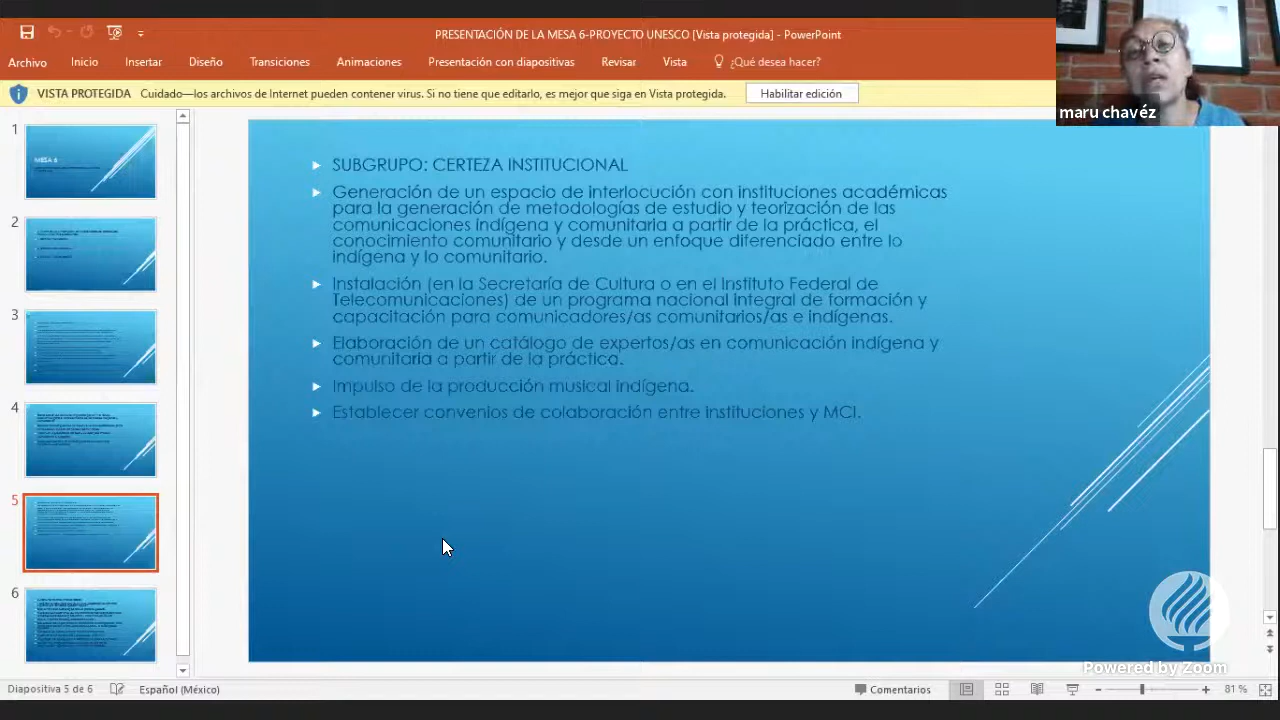 PRESENTACIÓN DE LA MESA 6-PROYECTO UNESCO [Vista protegida] - PowerPoint
Archivo Inicio Insertar Diseño Transiciones Animaciones Presentación con diapositivas Revisar Vista ¿Qué desea hacer?
VISTA PROTEGIDA Cuidado—los archivos de Internet pueden contener virus. Si no tiene que editarlo, es mejor que siga en Vista protegida. Habilitar edición
maru chavéz
1
MESA 6
2
3
4
5
6
SUBGRUPO: CERTEZA INSTITUCIONAL
Generación de un espacio de interlocución con instituciones académicas
para la generación de metodologías de estudio y teorización de las
comunicaciones indígena y comunitaria a partir de la práctica, el
conocimiento comunitario y desde un enfoque diferenciado entre lo
indígena y lo comunitario.
Instalación (en la Secretaría de Cultura o en el Instituto Federal de
Telecomunicaciones) de un programa nacional integral de formación y
capacitación para comunicadores/as comunitarios/as e indígenas.
Elaboración de un catálogo de expertos/as en comunicación indígena y
comunitaria a partir de la práctica.
Impulso de la producción musical indígena.
Establecer convenios de colaboración entre instituciones y MCI.
Powered by Zoom
Diapositiva 5 de 6 Español (México) Comentarios 81 %